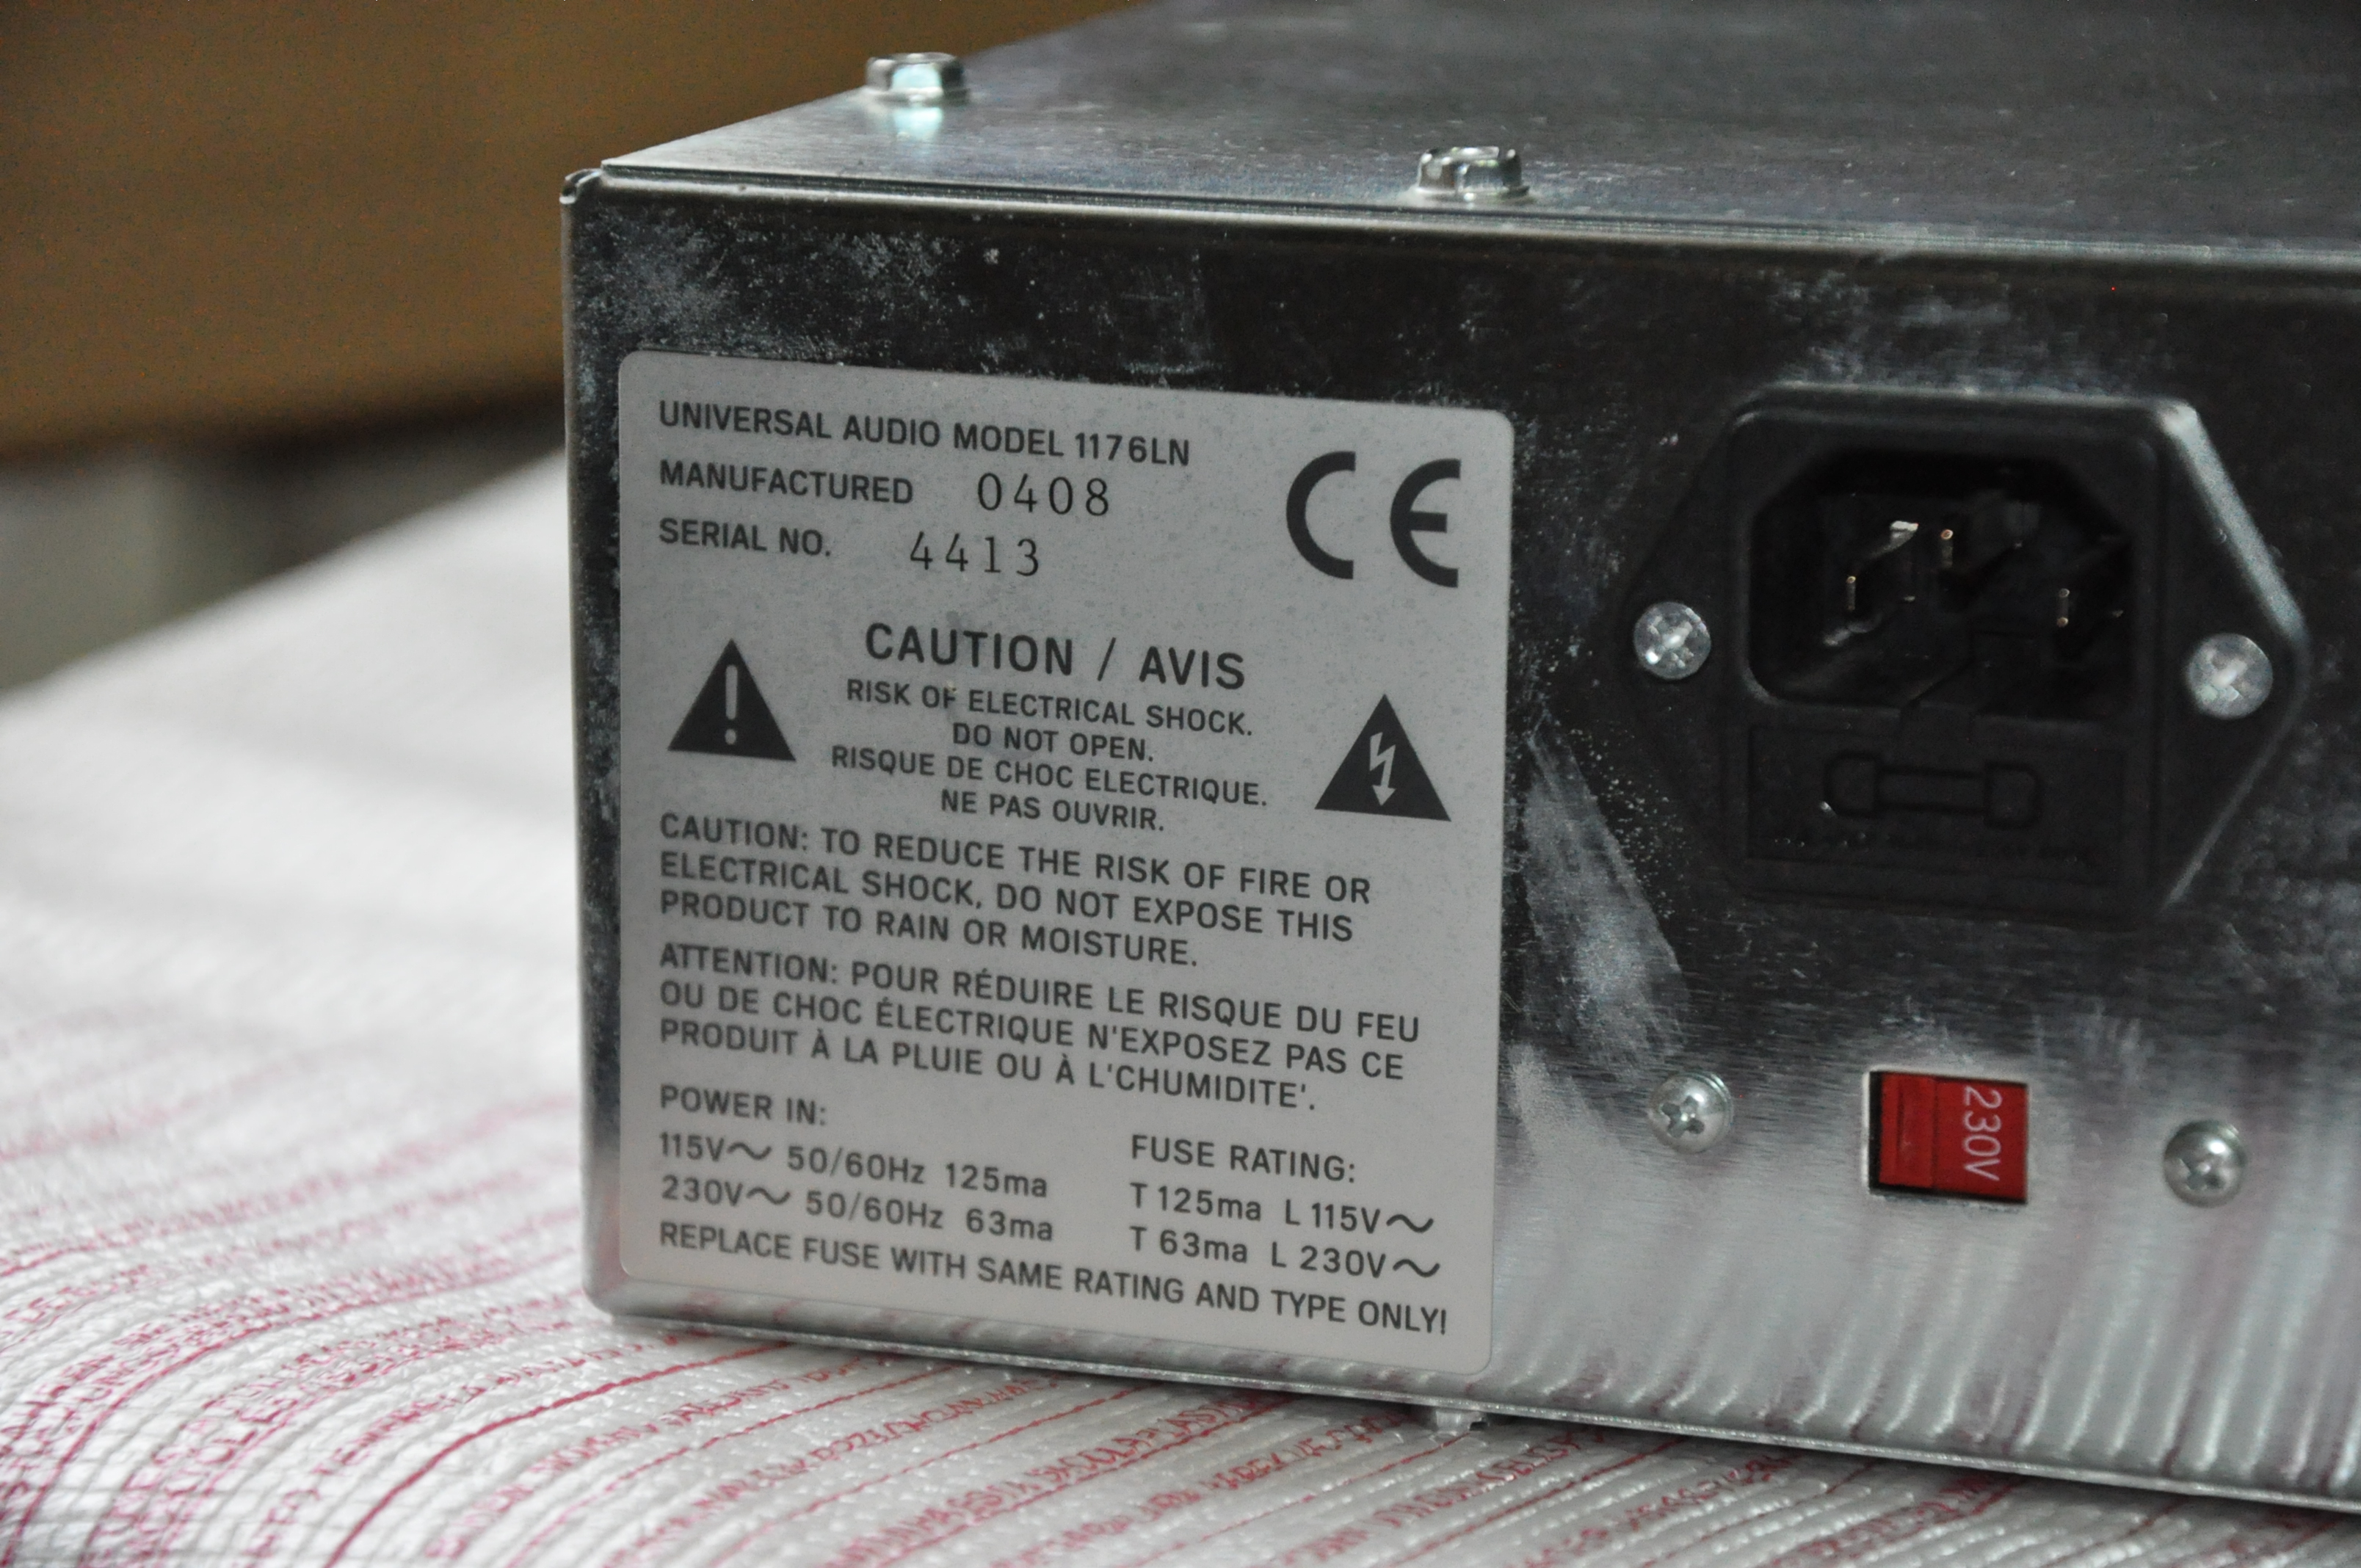 UNIVERSAL AUDIO MODEL 1176LN
MANUFACTURED 0408
SERIAL NO. 4413
CE
CAUTION / AVIS
RISK OF ELECTRICAL SHOCK.
DO NOT OPEN.
RISQUE DE CHOC ELECTRIQUE.
NE PAS OUVRIR.
CAUTION: TO REDUCE THE RISK OF FIRE OR
ELECTRICAL SHOCK, DO NOT EXPOSE THIS
PRODUCT TO RAIN OR MOISTURE.
ATTENTION: POUR RÉDUIRE LE RISQUE DU FEU
OU DE CHOC ÉLECTRIQUE N'EXPOSEZ PAS CE
PRODUIT À LA PLUIE OU À L'CHUMIDITE'.
POWER IN:
115V~ 50/60Hz 125ma
230V~ 50/60Hz 63ma
FUSE RATING:
T 125ma L 115V~
T 63ma L 230V~
REPLACE FUSE WITH SAME RATING AND TYPE ONLY!
230V